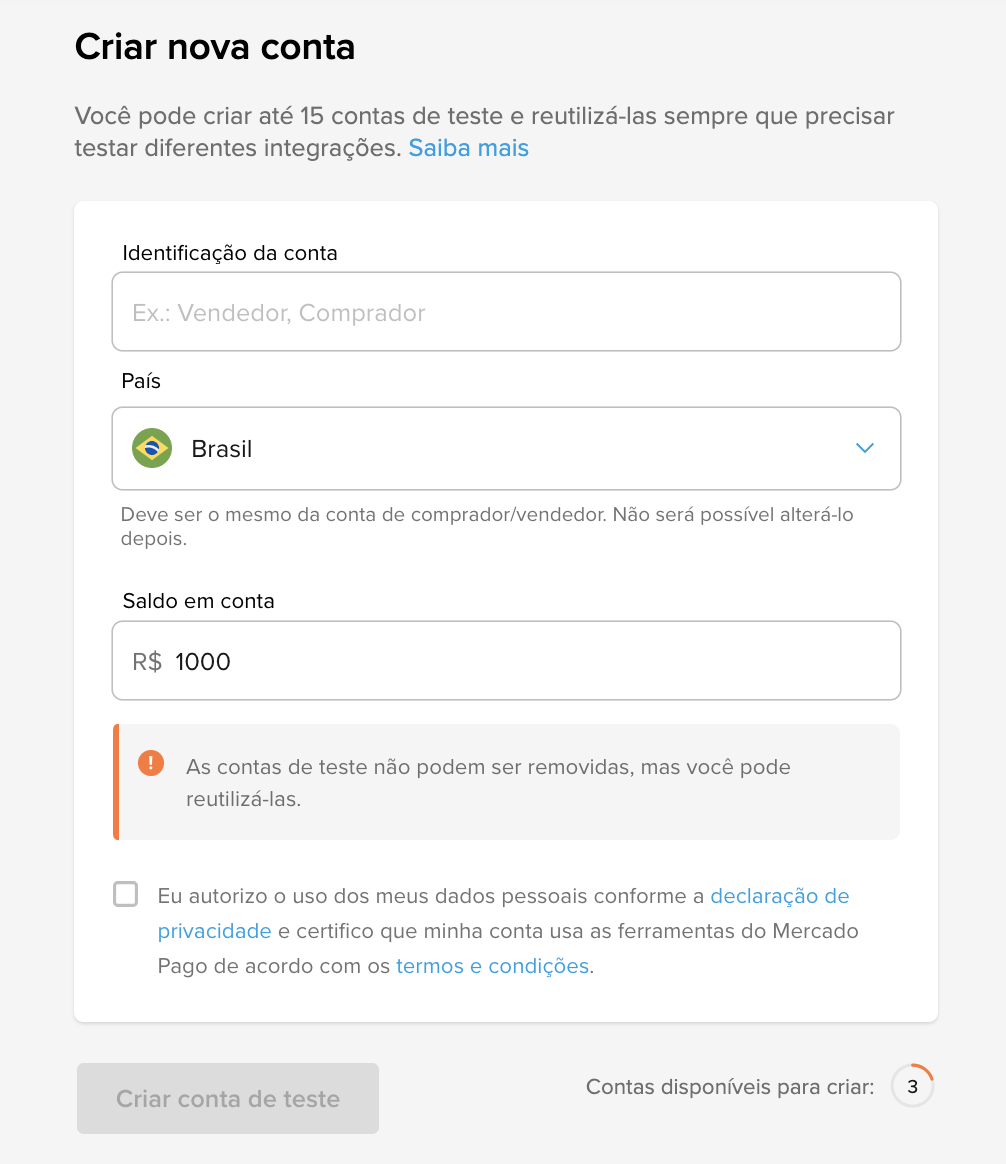 Criar nova conta
Você pode criar até 15 contas de teste e reutilizá-las sempre que precisar
testar diferentes integrações. Saiba mais
Identificação da conta
Ex.: Vendedor, Comprador
País
Brasil
Deve ser o mesmo da conta de comprador/vendedor. Não será possível alterá-lo
depois.
Saldo em conta
R$ 1000
!
As contas de teste não podem ser removidas, mas você pode
reutilizá-las.
Eu autorizo o uso dos meus dados pessoais conforme a declaração de
privacidade e certifico que minha conta usa as ferramentas do Mercado
Pago de acordo com os termos e condições.
Criar conta de teste
Contas disponíveis para criar: 3